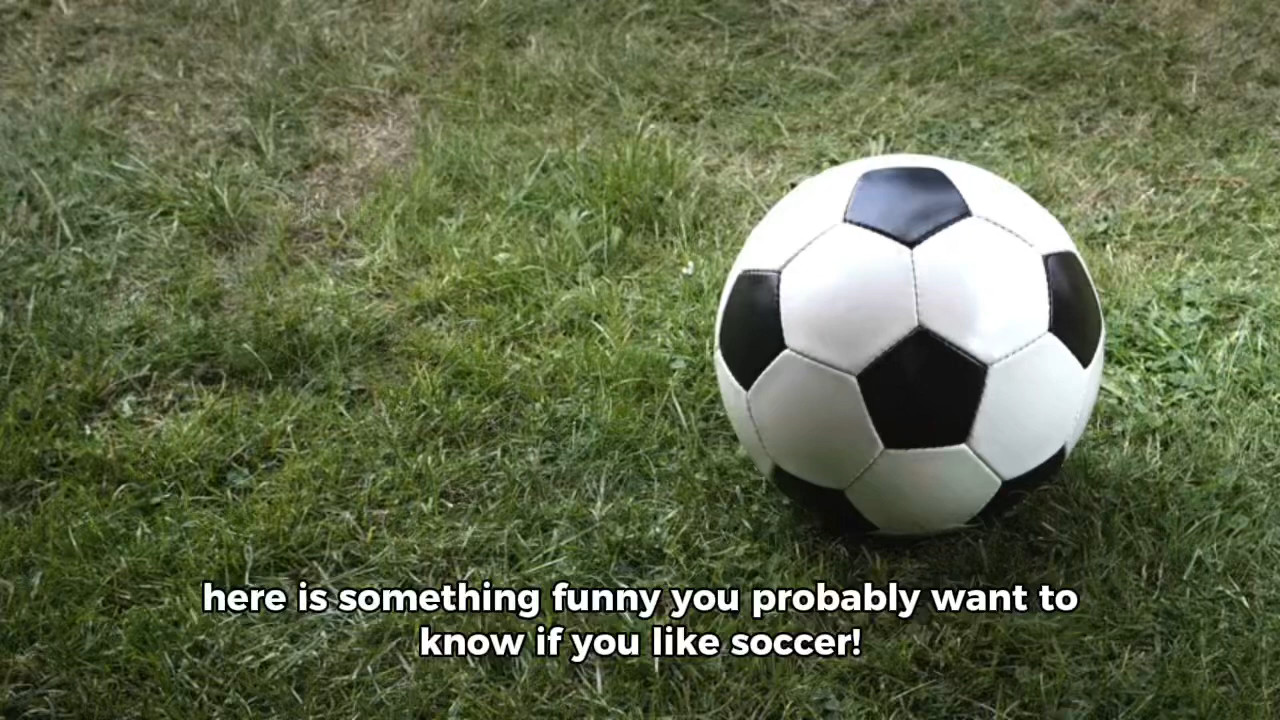 here is something funny you probably want to
know if you like soccer!